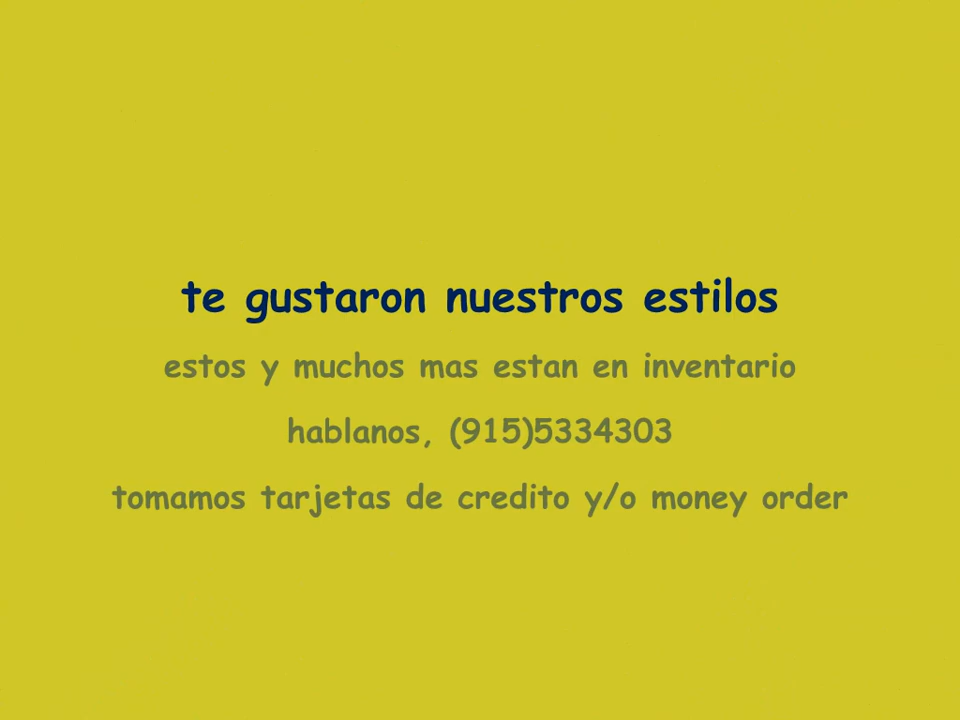 te gustaron nuestros estilos
estos y muchos mas estan en inventario
hablanos, (915)5334303
tomamos tarjetas de credito y/o money order